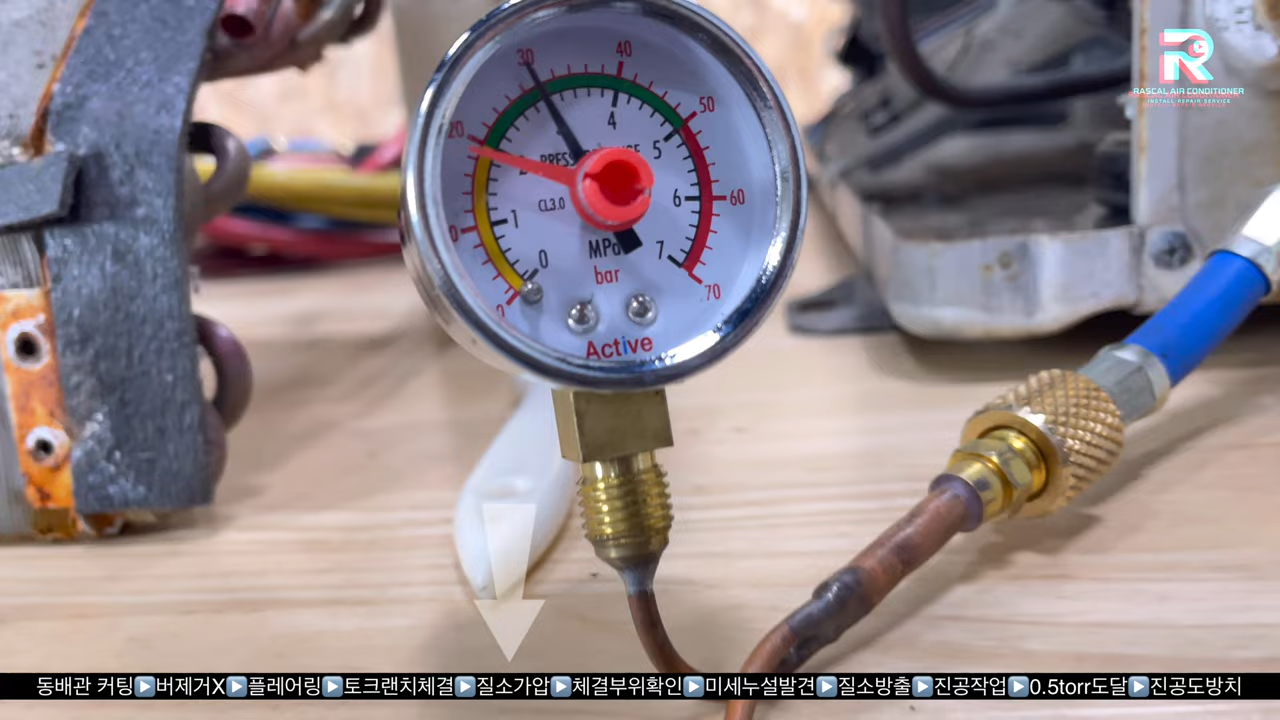 RASCAL AIR CONDITIONER
INSTALL REPAIR SERVICE
30
40
20
50
4
5
CL3.0
6
60
1
0
MPa
7
bar
70
Active
동배관 커팅▶버제거X▶플레어링▶토크랜치체결▶질소가압▶체결부위확인▶미세누설발견▶질소방출▶진공작업▶0.5torr도달▶진공도방치